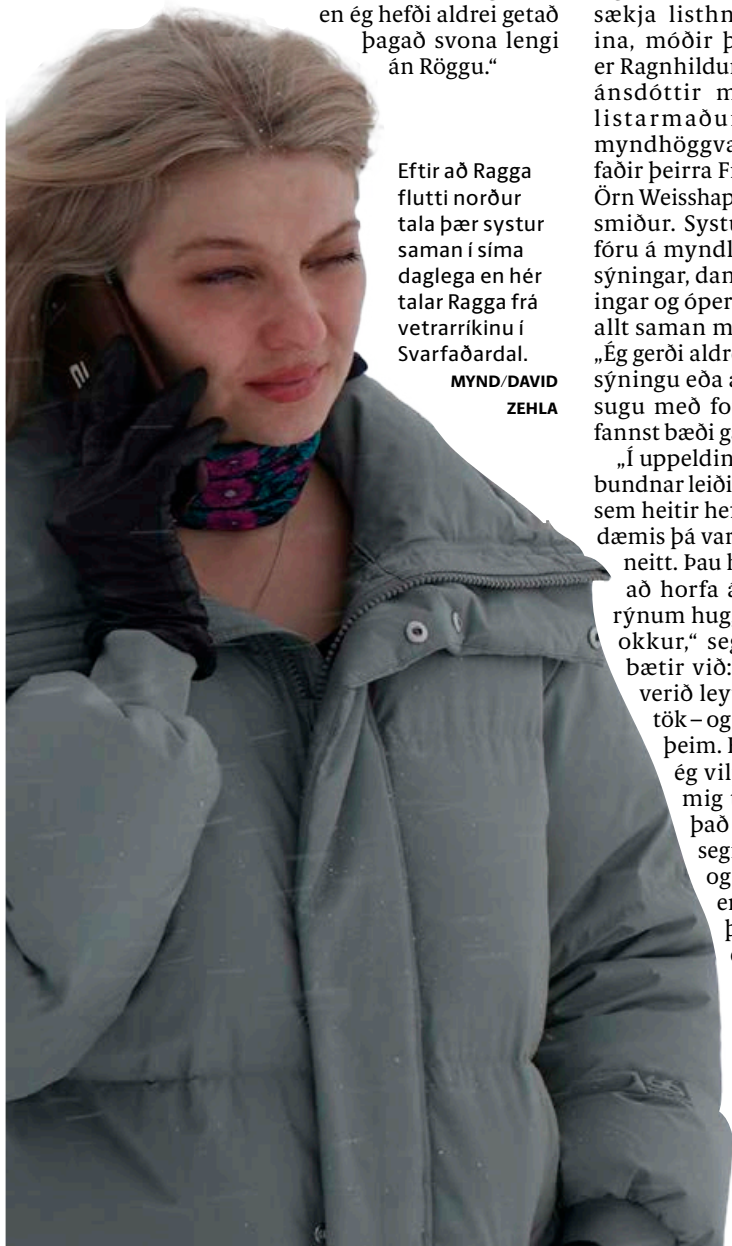 en ég hefði aldrei getað
þagað svona lengi
án Röggu.“
Eftir að Ragga
flutti norður
tala þær systur
saman í síma
daglega en hér
talar Ragga frá
vetrarríkinu í
Svarfaðardal.
MYND/DAVID
ZEHLA
sækja listhn
ina, móðir þ
er Ragnhildur
ánsdóttir m
listarmaður
myndhöggva
faðir þeirra F
Örn Weisshap
smiður. Systu
fóru á myndl
sýningar, dan
ingar og óper
allt saman m
„Ég gerði aldre
sýningu eða a
sugu með fo
fannst bæði g
„Í uppeldin
bundnar leiði
sem heitir hef
dæmis þá var
neitt. Þau h
að horfa á
rýnum hug
okkur,“ seg
bætir við:
verið ley
tök – og
þeim.
ég vil
mig
það
seg
og
er